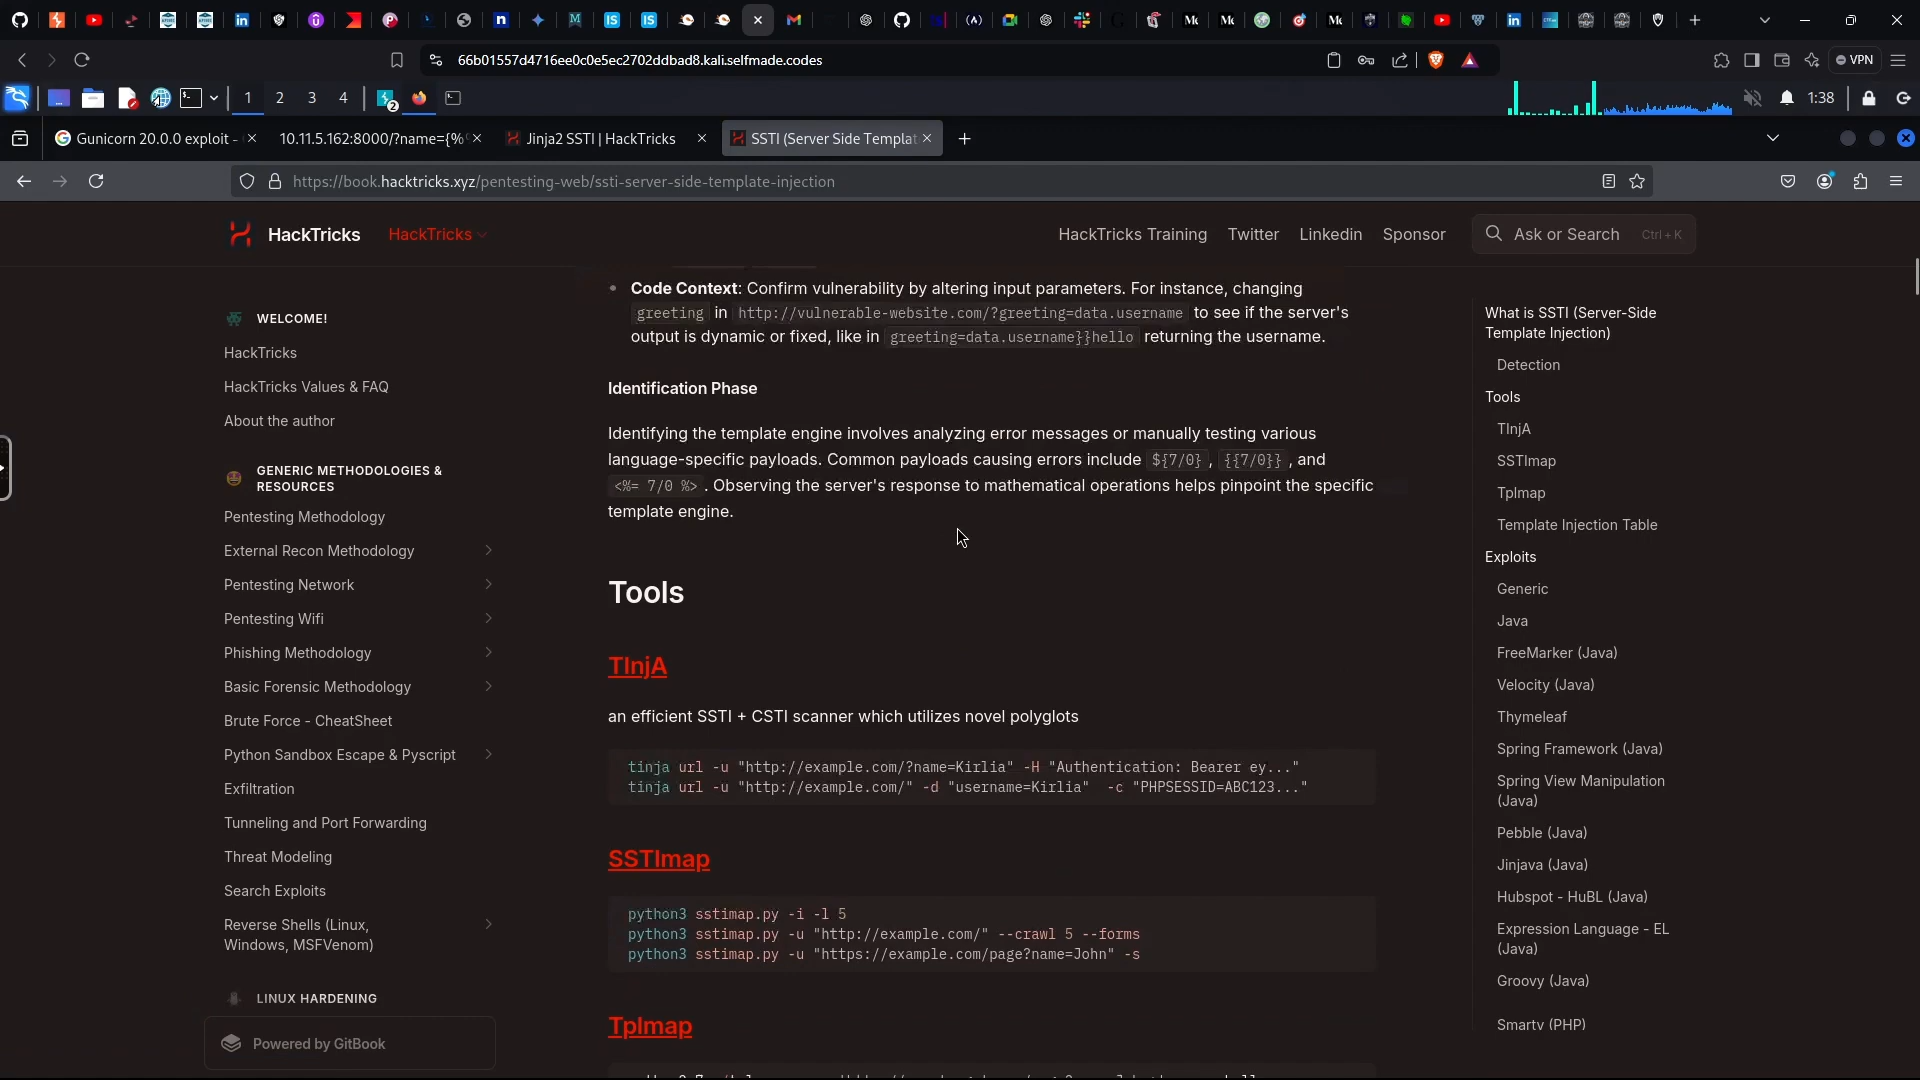 66b01557d4716ee0c0e5ec2702ddbad8.kali.selfmade.codes
VPN
1 2 3 4
2
1:38
Gunicorn 20.0.0 exploit -
10.11.5.162:8000/?name={%
Jinja2 SSTI | HackTricks
SSTI (Server Side Templat
https://book.hacktricks.xyz/pentesting-web/ssti-server-side-template-injection
HackTricks
HackTricks
HackTricks Training
Twitter
Linkedin
Sponsor
Ask or Search
Ctrl + K
WELCOME!
HackTricks
HackTricks Values & FAQ
About the author
GENERIC METHODOLOGIES &
RESOURCES
Pentesting Methodology
External Recon Methodology
Pentesting Network
Pentesting Wifi
Phishing Methodology
Basic Forensic Methodology
Brute Force - CheatSheet
Python Sandbox Escape & Pyscript
Exfiltration
Tunneling and Port Forwarding
Threat Modeling
Search Exploits
Reverse Shells (Linux,
Windows, MSFVenom)
LINUX HARDENING
Powered by GitBook
Code Context: Confirm vulnerability by altering input parameters. For instance, changing
greeting in http://vulnerable-website.com/?greeting=data.username to see if the server's
output is dynamic or fixed, like in greeting=data.username}}hello returning the username.
Identification Phase
Identifying the template engine involves analyzing error messages or manually testing various
language-specific payloads. Common payloads causing errors include ${7/0} , {{7/0}} , and
<%= 7/0 %> . Observing the server's response to mathematical operations helps pinpoint the specific
template engine.
Tools
TInjA
an efficient SSTI + CSTI scanner which utilizes novel polyglots
tinja url -u "http://example.com/?name=Kirlia" -H "Authentication: Bearer ey..."
tinja url -u "http://example.com/" -d "username=Kirlia"  -c "PHPSESSID=ABC123..."
SSTImap
python3 sstimap.py -i -l 5
python3 sstimap.py -u "http://example.com/" --crawl 5 --forms
python3 sstimap.py -u "https://example.com/page?name=John" -s
Tplmap
What is SSTI (Server-Side
Template Injection)
Detection
Tools
TInjA
SSTImap
Tplmap
Template Injection Table
Exploits
Generic
Java
FreeMarker (Java)
Velocity (Java)
Thymeleaf
Spring Framework (Java)
Spring View Manipulation
(Java)
Pebble (Java)
Jinjava (Java)
Hubspot - HuBL (Java)
Expression Language - EL
(Java)
Groovy (Java)
Smarty (PHP)